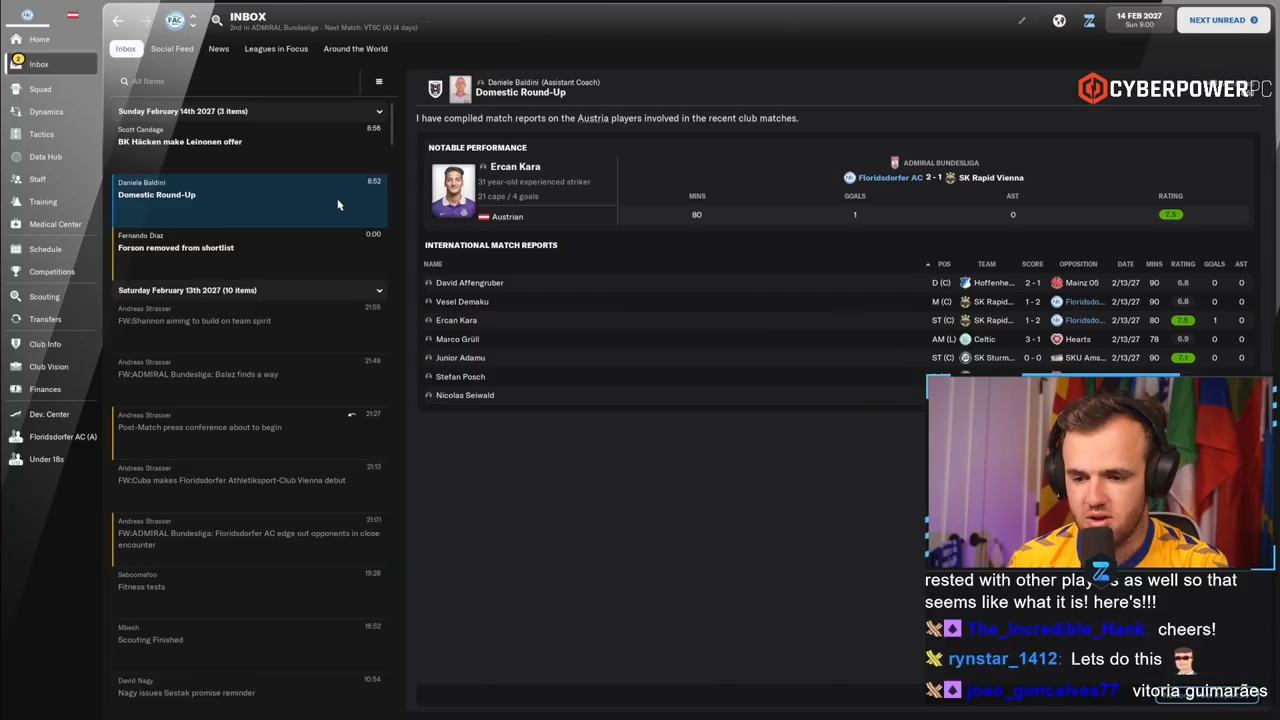 INBOX
2nd in ADMIRAL Bundesliga - Next Match: VTSC (A) (4 days)
14 FEB 2027
Sun 9:00
NEXT UNREAD
Home
2
Inbox
Squad
Dynamics
Tactics
Data Hub
Staff
Training
Medical Center
Schedule
Competitions
Scouting
Transfers
Club Info
Club Vision
Finances
Dev. Center
Floridsdorfer AC (A)
Under 18s
Inbox
Social Feed
News
Leagues in Focus
Around the World
All Items
Sunday February 14th 2027 (3 items)
Scott Candage 8:56
BK Häcken make Leinonen offer
Daniele Baldini 8:52
Domestic Round-Up
Fernando Diaz 0:00
Forson removed from shortlist
Saturday February 13th 2027 (10 items)
Andreas Strasser 21:55
FW:Shannon aiming to build on team spirit
Andreas Strasser 21:48
FW:ADMIRAL Bundesliga: Balaz finds a way
Andreas Strasser 21:27
Post-Match press conference about to begin
Andreas Strasser 21:13
FW:Cuba makes Floridsdorfer Athletiksport-Club Vienna debut
Andreas Strasser 21:01
FW:ADMIRAL Bundesliga: Floridsdorfer AC edge out opponents in close
encounter
Seboomafoo 19:28
Fitness tests
Mbesh 16:52
Scouting Finished
David Nagy 10:54
Nagy issues Sestak promise reminder
Daniele Baldini (Assistant Coach)
Domestic Round-Up
CYBERPOWERPC
I have compiled match reports on the Austria players involved in the recent club matches.
NOTABLE PERFORMANCE
Ercan Kara
31 year-old experienced striker
21 caps / 4 goals
Austrian
ADMIRAL BUNDESLIGA
Floridsdorfer AC 2 - 1 SK Rapid Vienna
MINS GOALS AST RATING
80 1 0 7.5
INTERNATIONAL MATCH REPORTS
NAME POS TEAM SCORE OPPOSITION DATE MINS RATING GOALS AST
David Affengruber D (C) Hoffenhe... 2 - 1 Mainz 05 2/13/27 90 6.8 0 0
Vesel Demaku M (C) SK Rapid... 1 - 2 Floridsdo... 2/13/27 90 6.8 0 0
Ercan Kara ST (C) SK Rapid... 1 - 2 Floridsdo... 2/13/27 80 7.5 1 0
Marco Grüll AM (L) Celtic 3 - 1 Hearts 2/13/27 78 6.9 0 0
Junior Adamu ST (C) SK Sturm... 0 - 0 SKU Ams... 2/13/27 90 7.1 0 0
Stefan Posch
Nicolas Seiwald
rested with other players as well so that
seems like what it is! here's!!!
The_Incredible_Hank cheers!
rynstar_1412: Lets do this
joao_goncalves77 vitoria guimarães